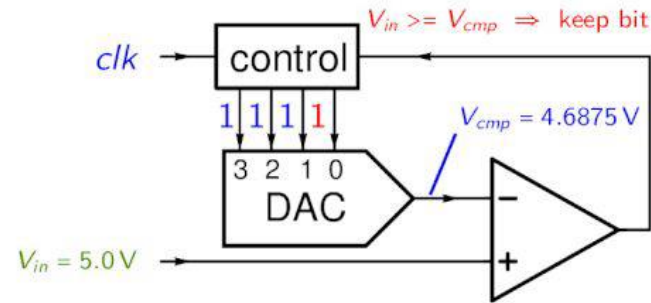 V_in >= V_cmp ⇒ keep bit
clk
control
1 1 1 1
V_cmp = 4.6875 V
3 2 1 0
DAC
−
V_in = 5.0 V
+